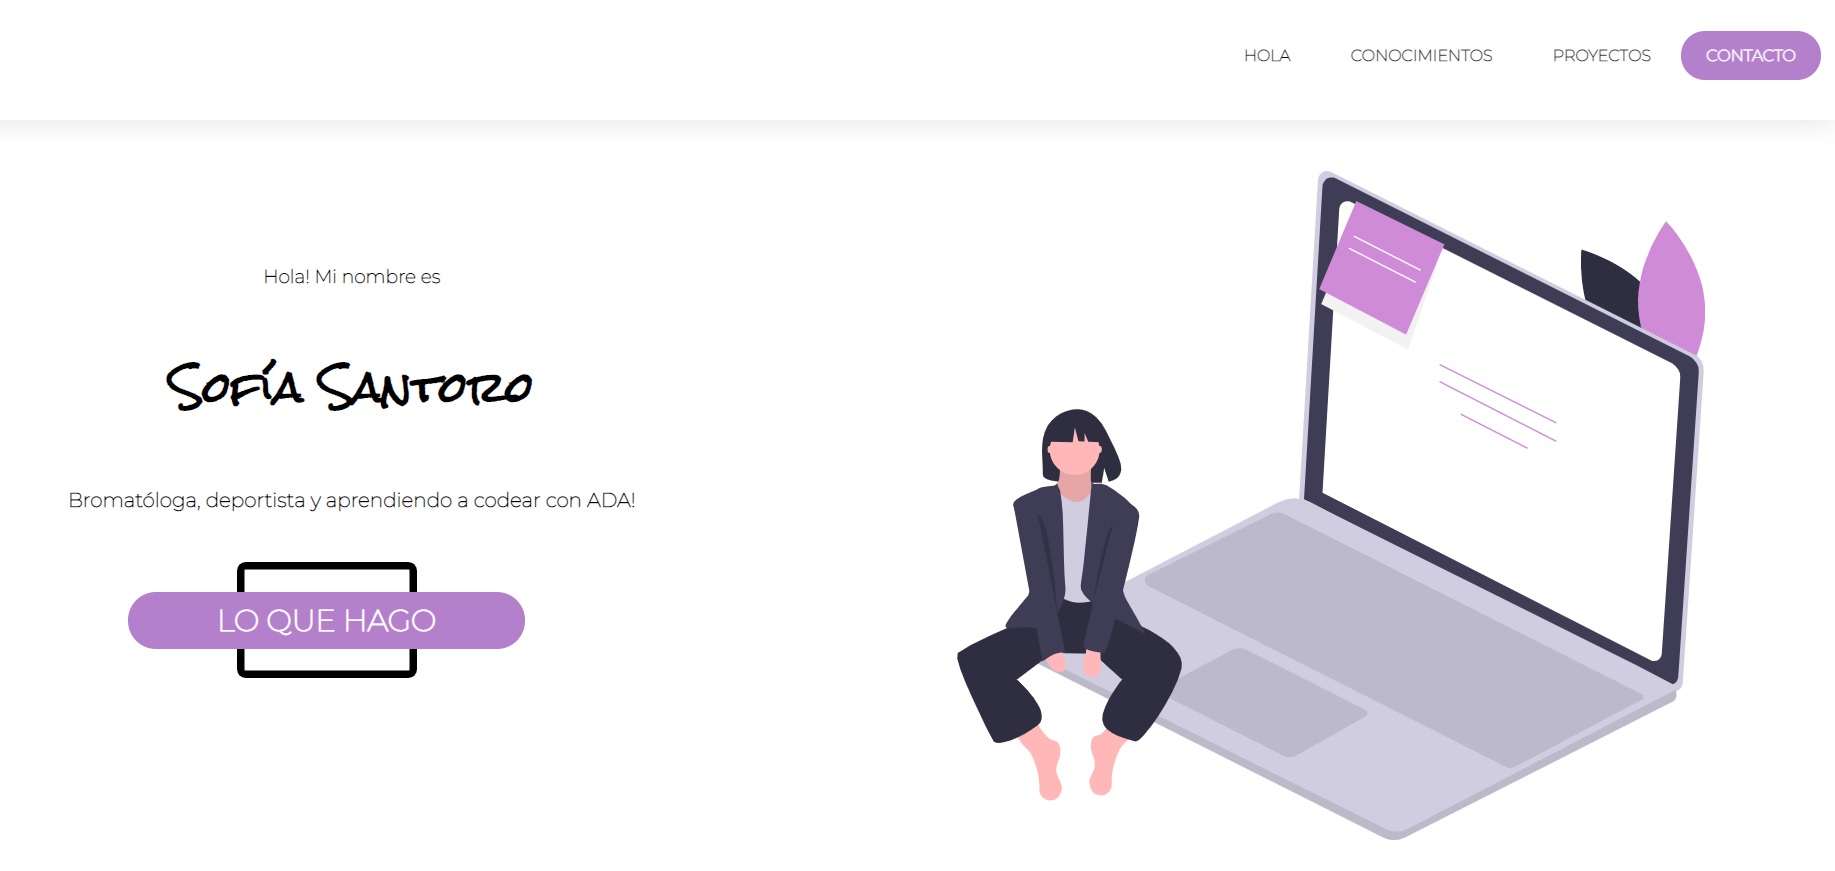 HOLA CONOCIMIENTOS PROYECTOS CONTACTO
Hola! Mi nombre es
Sofía Santoro
Bromatóloga, deportista y aprendiendo a codear con ADA!
LO QUE HAGO